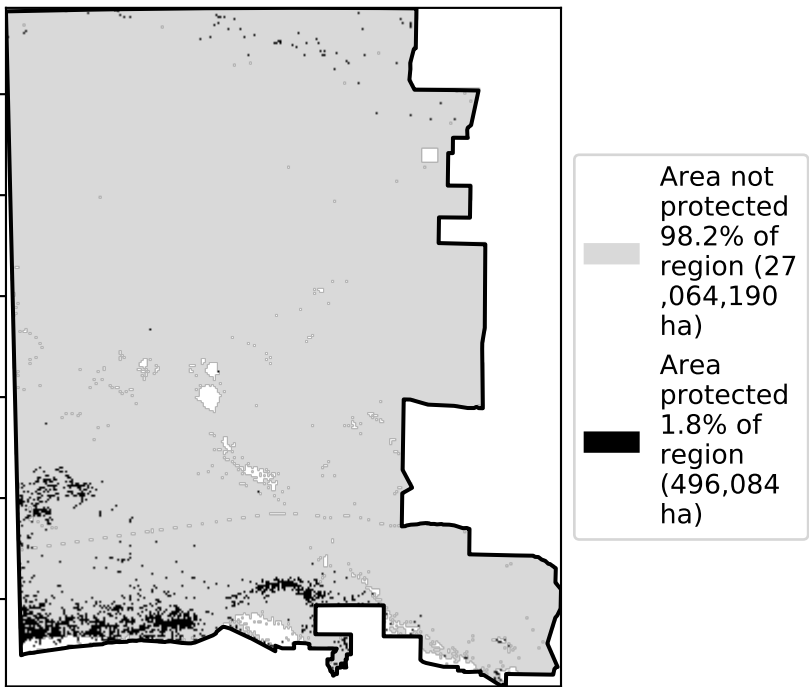 Area not
protected
98.2% of
region (27
,064,190
ha)
Area
protected
1.8% of
region
(496,084
ha)